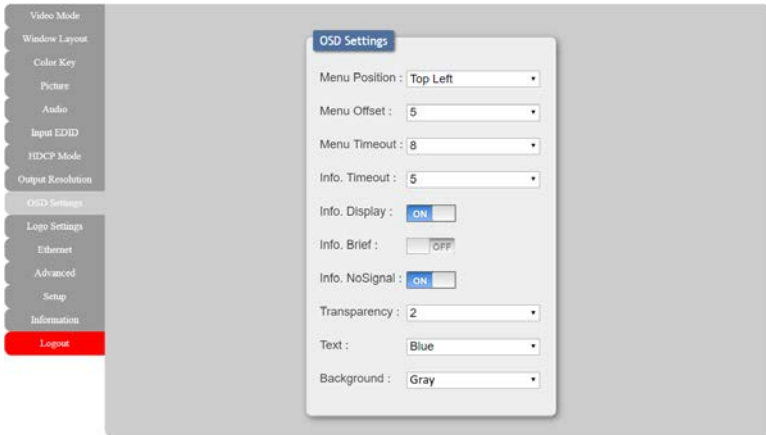 Video Mode
Window Layout
Color Key
Picture
Audio
Input EDID
HDCP Mode
Output Resolution
OSD Settings
Logo Settings
Ethernet
Advanced
Setup
Information
Logout
OSD Settings
Menu Position : Top Left
Menu Offset : 5
Menu Timeout : 8
Info. Timeout : 5
Info. Display : ON
Info. Brief : OFF
Info. NoSignal : ON
Transparency : 2
Text : Blue
Background : Gray